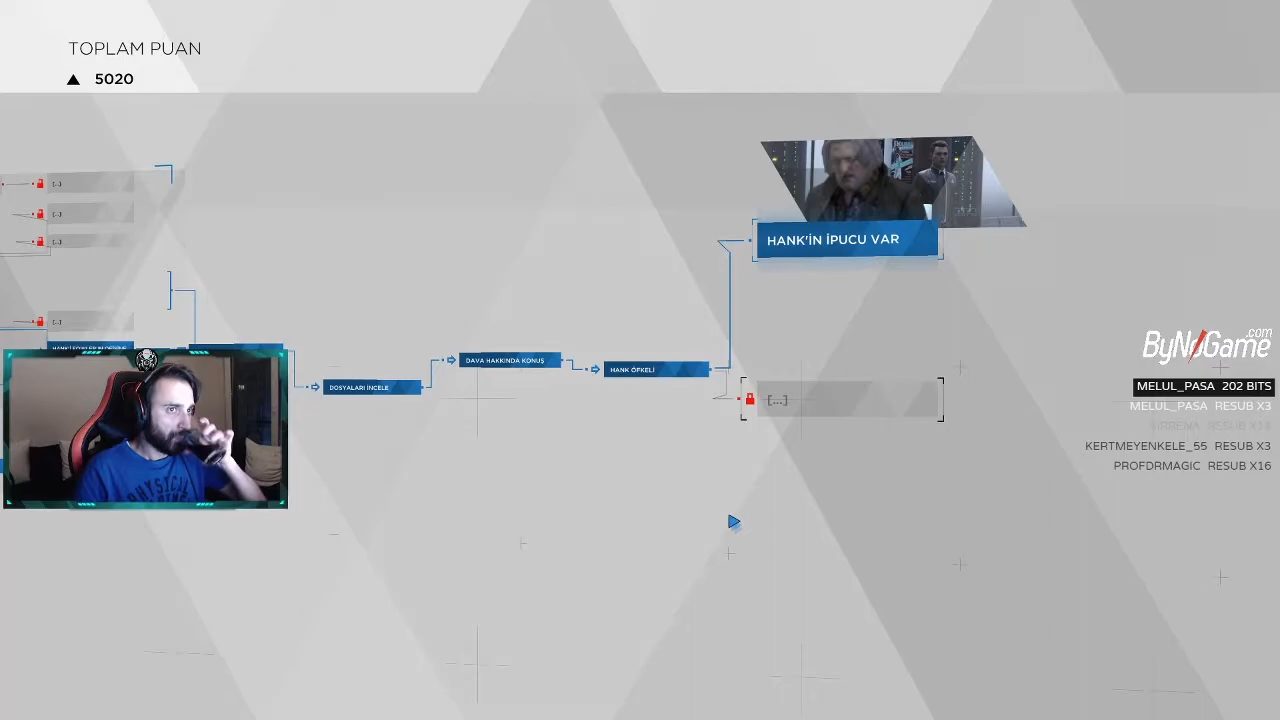 TOPLAM PUAN
5020
[...]
[...]
[...]
[...]
HANK'İN İPUCU VAR
DAVA HAKKINDA KONUŞ
HANK ÖFKELİ
DOSYALARI İNCELE
[...]
ByNoGame
.com
MELUL_PASA 202 BITS
MELUL_PASA RESUB X3
KERTMEYENKELE_55 RESUB X3
PROFDRMAGIC RESUB X16
PHYSICAL